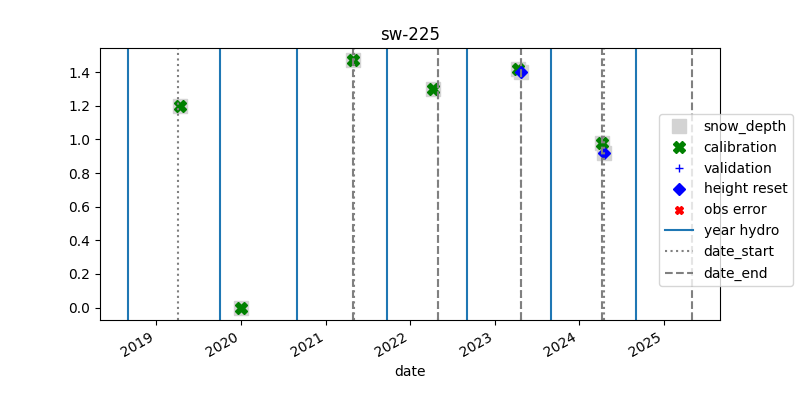 sw-225
1.4
1.2
1.0
0.8
0.6
0.4
0.2
0.0
2019
2020
2021
2022
2023
2024
2025
date
snow_depth
calibration
validation
height reset
obs error
year hydro
date_start
date_end